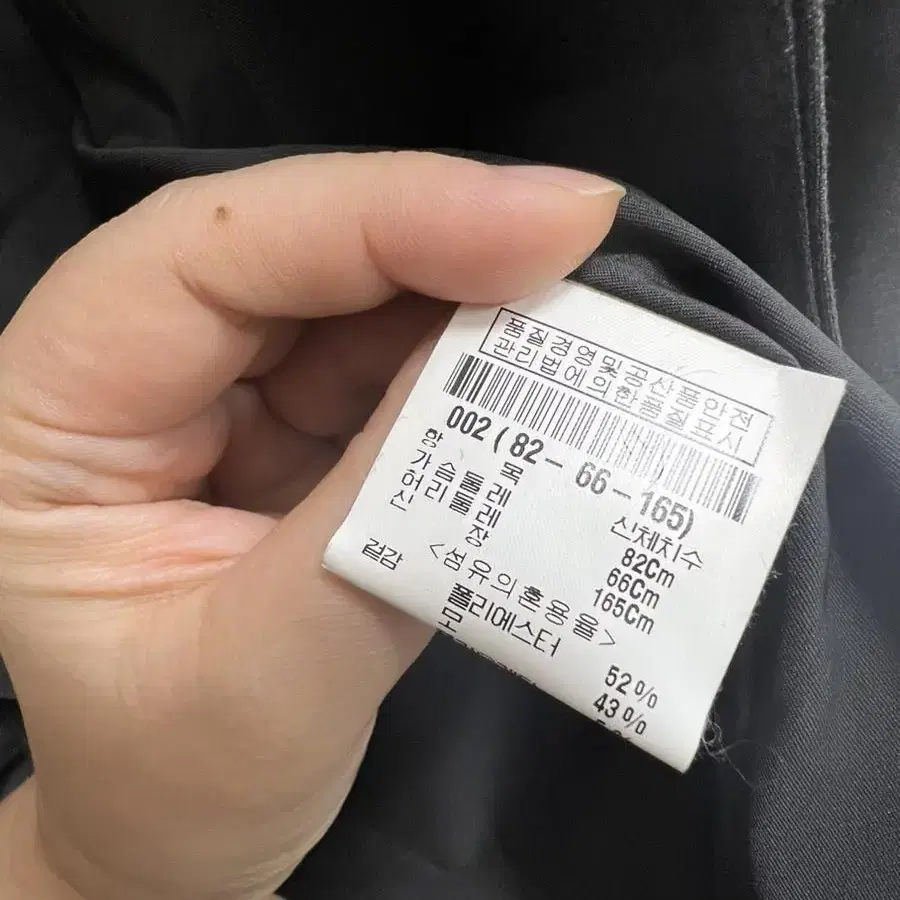 품질경영및공산품안전
관리법에의한품질표시
002 ( 82 - 66 - 165)
항 목 신체치수
가슴둘레 82Cm
허리둘레 66Cm
신 장 165Cm
<섬유의혼용율>
겉감 폴리에스터 52%
모 43%